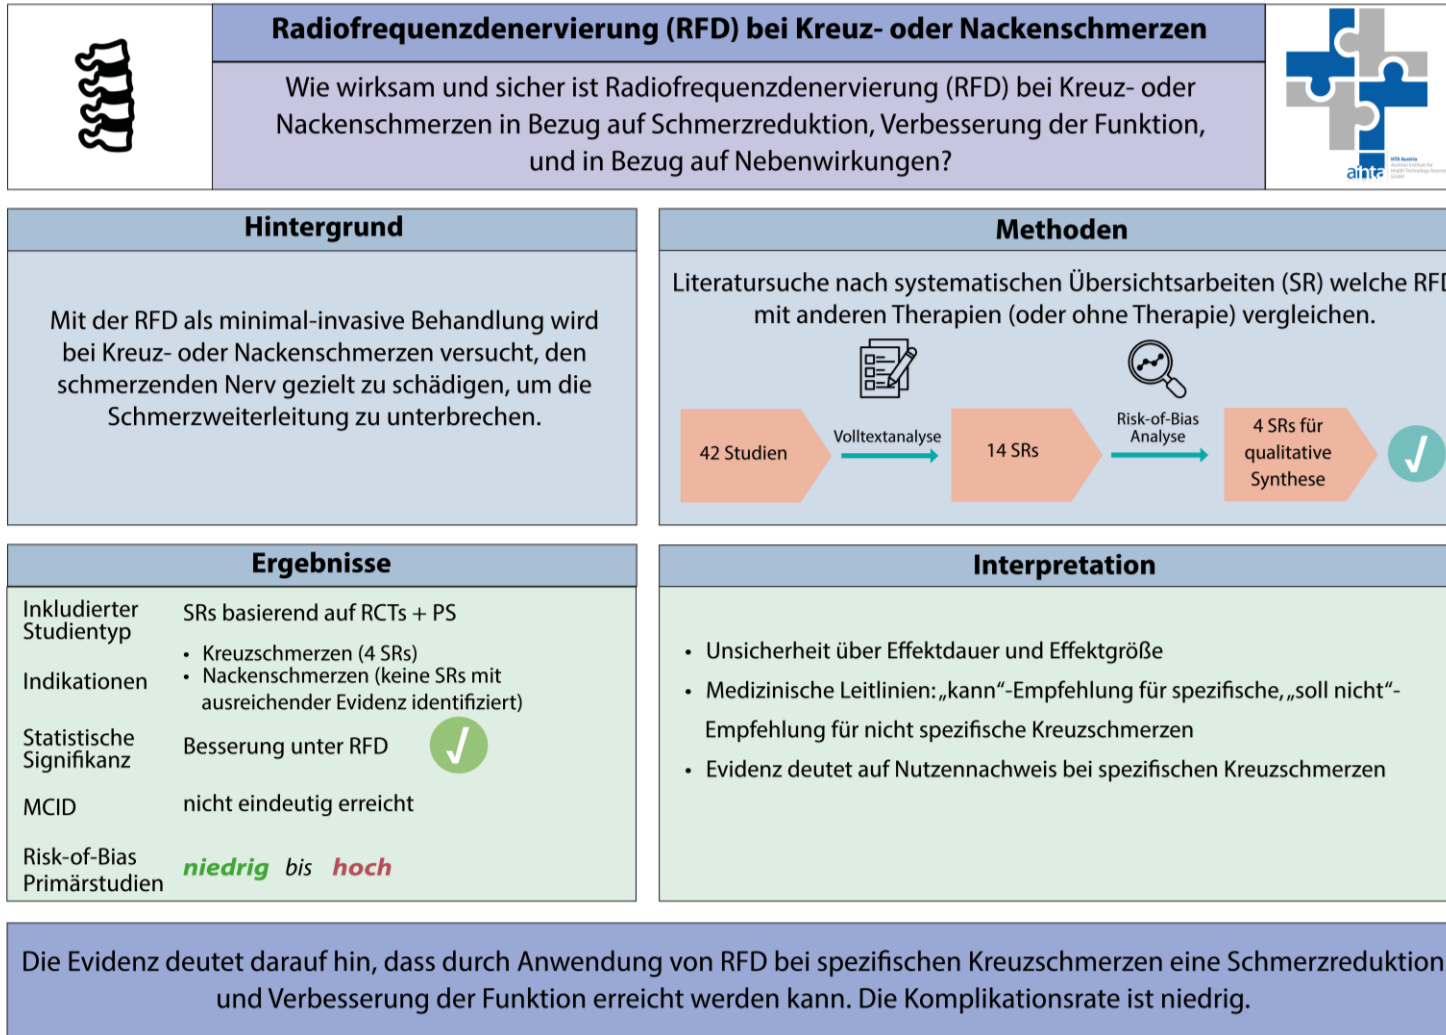 Radiofrequenzdenervierung (RFD) bei Kreuz- oder Nackenschmerzen
Wie wirksam und sicher ist Radiofrequenzdenervierung (RFD) bei Kreuz- oder
Nackenschmerzen in Bezug auf Schmerzreduktion, Verbesserung der Funktion,
und in Bezug auf Nebenwirkungen?
aihta
HTA Austria
Austrian Institute for
Health Technology Assessm
GmbH
Hintergrund
Mit der RFD als minimal-invasive Behandlung wird
bei Kreuz- oder Nackenschmerzen versucht, den
schmerzenden Nerv gezielt zu schädigen, um die
Schmerzweiterleitung zu unterbrechen.
Methoden
Literatursuche nach systematischen Übersichtsarbeiten (SR) welche RFD
mit anderen Therapien (oder ohne Therapie) vergleichen.
42 Studien
Volltextanalyse
14 SRs
Risk-of-Bias
Analyse
4 SRs für
qualitative
Synthese
Ergebnisse
Inkludierter
Studientyp
SRs basierend auf RCTs + PS
Indikationen
• Kreuzschmerzen (4 SRs)
• Nackenschmerzen (keine SRs mit
ausreichender Evidenz identifiziert)
Statistische
Signifikanz
Besserung unter RFD
MCID
nicht eindeutig erreicht
Risk-of-Bias
Primärstudien
niedrig bis hoch
Interpretation
• Unsicherheit über Effektdauer und Effektgröße
• Medizinische Leitlinien: „kann“-Empfehlung für spezifische, „soll nicht“-
Empfehlung für nicht spezifische Kreuzschmerzen
• Evidenz deutet auf Nutzennachweis bei spezifischen Kreuzschmerzen
Die Evidenz deutet darauf hin, dass durch Anwendung von RFD bei spezifischen Kreuzschmerzen eine Schmerzreduktion
und Verbesserung der Funktion erreicht werden kann. Die Komplikationsrate ist niedrig.